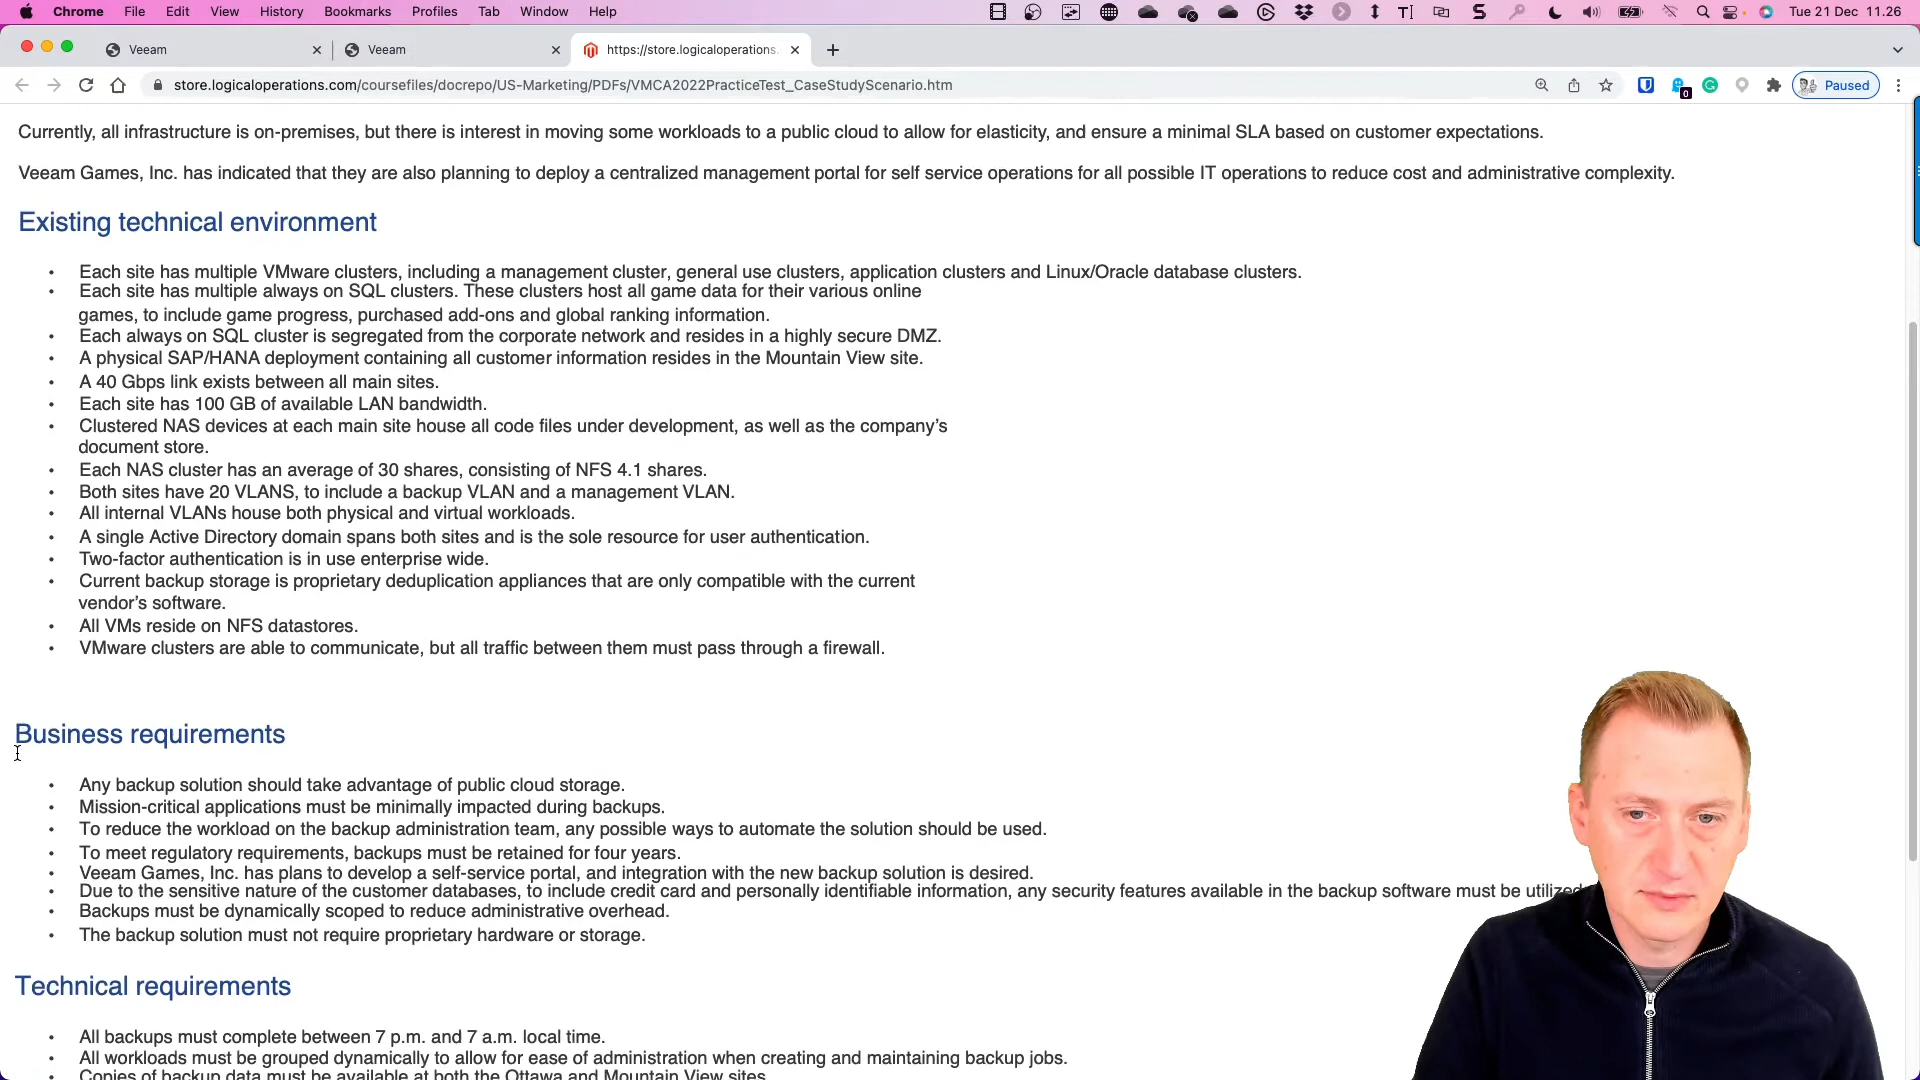 Chrome File Edit View History Bookmarks Profiles Tab Window Help Tue 21 Dec 11.26
Veeam Veeam https://store.logicaloperations.
store.logicaloperations.com/coursefiles/docrepo/US-Marketing/PDFs/VMCA2022PracticeTest_CaseStudyScenario.htm 0 Paused
Currently, all infrastructure is on-premises, but there is interest in moving some workloads to a public cloud to allow for elasticity, and ensure a minimal SLA based on customer expectations.
Veeam Games, Inc. has indicated that they are also planning to deploy a centralized management portal for self service operations for all possible IT operations to reduce cost and administrative complexity.
Existing technical environment
• Each site has multiple VMware clusters, including a management cluster, general use clusters, application clusters and Linux/Oracle database clusters.
• Each site has multiple always on SQL clusters. These clusters host all game data for their various online
games, to include game progress, purchased add-ons and global ranking information.
• Each always on SQL cluster is segregated from the corporate network and resides in a highly secure DMZ.
• A physical SAP/HANA deployment containing all customer information resides in the Mountain View site.
• A 40 Gbps link exists between all main sites.
• Each site has 100 GB of available LAN bandwidth.
• Clustered NAS devices at each main site house all code files under development, as well as the company's
document store.
• Each NAS cluster has an average of 30 shares, consisting of NFS 4.1 shares.
• Both sites have 20 VLANS, to include a backup VLAN and a management VLAN.
• All internal VLANs house both physical and virtual workloads.
• A single Active Directory domain spans both sites and is the sole resource for user authentication.
• Two-factor authentication is in use enterprise wide.
• Current backup storage is proprietary deduplication appliances that are only compatible with the current
vendor's software.
• All VMs reside on NFS datastores.
• VMware clusters are able to communicate, but all traffic between them must pass through a firewall.
Business requirements
• Any backup solution should take advantage of public cloud storage.
• Mission-critical applications must be minimally impacted during backups.
• To reduce the workload on the backup administration team, any possible ways to automate the solution should be used.
• To meet regulatory requirements, backups must be retained for four years.
• Veeam Games, Inc. has plans to develop a self-service portal, and integration with the new backup solution is desired.
• Due to the sensitive nature of the customer databases, to include credit card and personally identifiable information, any security features available in the backup software must be utilized
• Backups must be dynamically scoped to reduce administrative overhead.
• The backup solution must not require proprietary hardware or storage.
Technical requirements
• All backups must complete between 7 p.m. and 7 a.m. local time.
• All workloads must be grouped dynamically to allow for ease of administration when creating and maintaining backup jobs.
• Copies of backup data must be available at both the Ottawa and Mountain View sites.